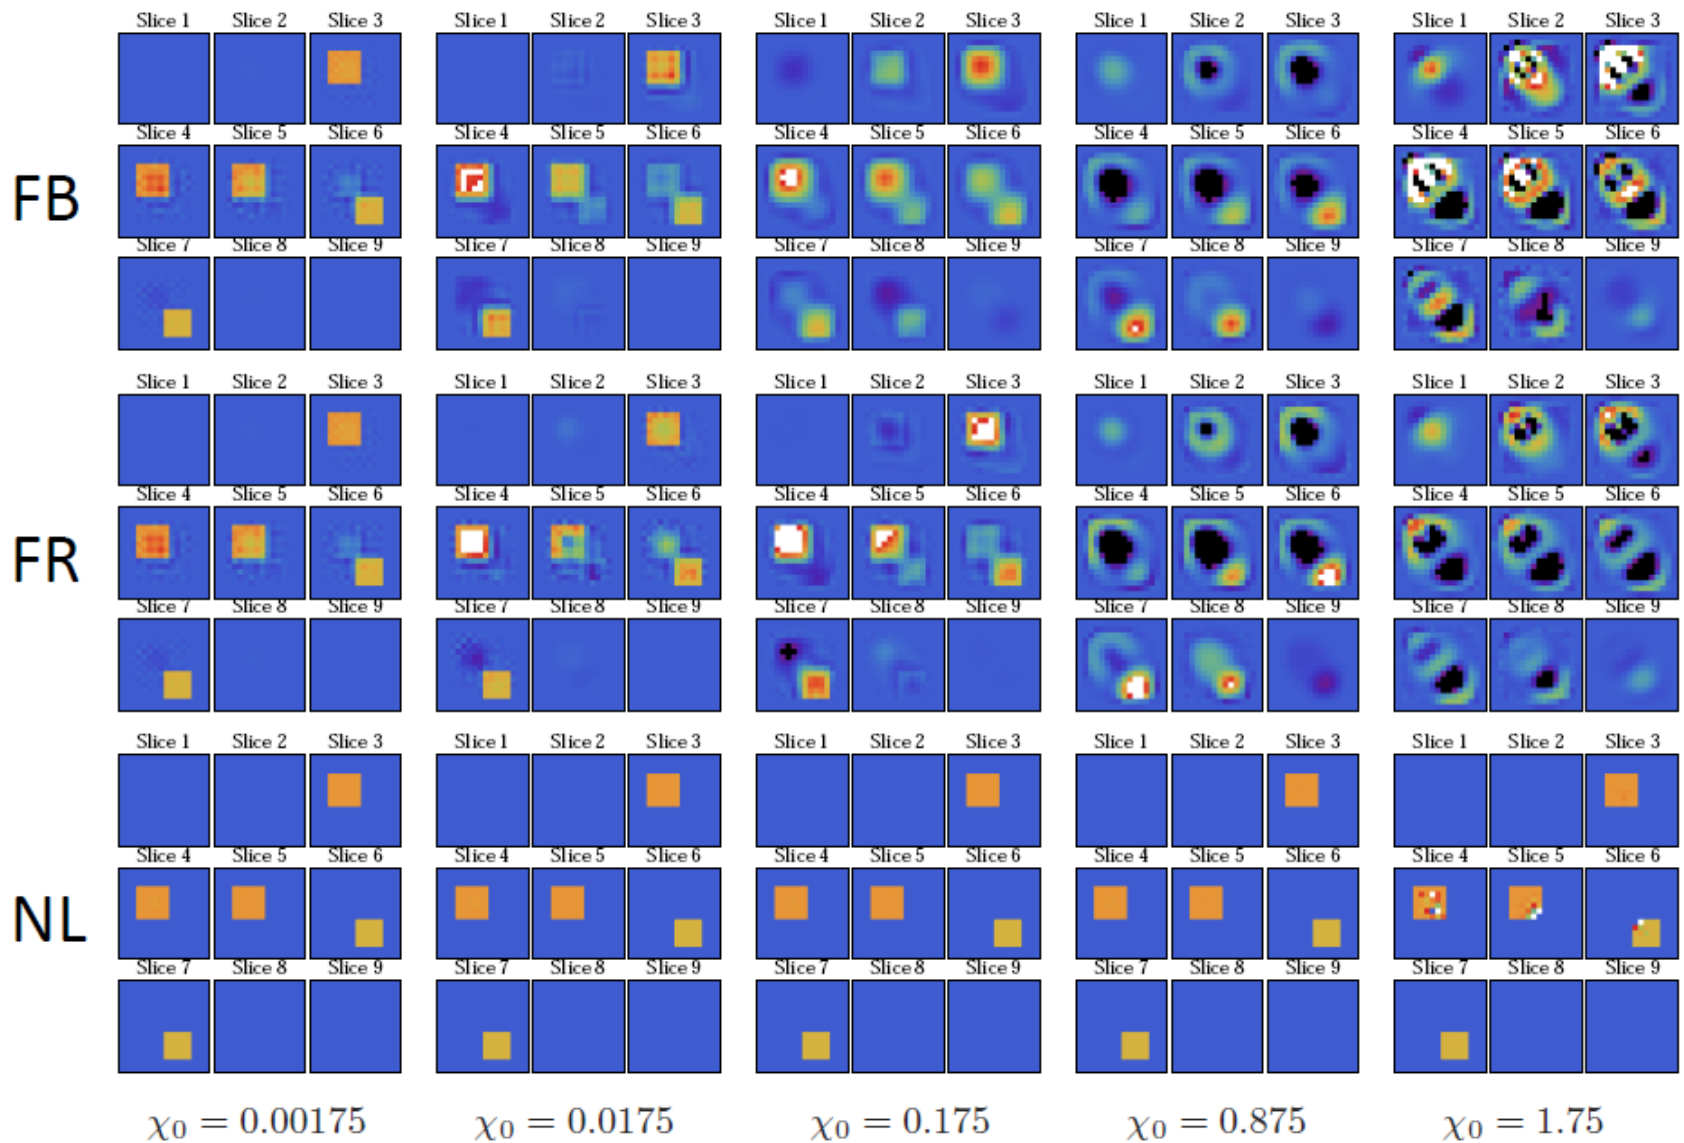 Slice 1 Slice 2 Slice 3 Slice 1 Slice 2 Slice 3 Slice 1 Slice 2 Slice 3 Slice 1 Slice 2 Slice 3 Slice 1 Slice 2 Slice 3
Slice 4 Slice 5 Slice 6 Slice 4 Slice 5 Slice 6 Slice 4 Slice 5 Slice 6 Slice 4 Slice 5 Slice 6 Slice 4 Slice 5 Slice 6
FB
Slice 7 Slice 8 Slice 9 Slice 7 Slice 8 Slice 9 Slice 7 Slice 8 Slice 9 Slice 7 Slice 8 Slice 9 Slice 7 Slice 8 Slice 9
Slice 1 Slice 2 Slice 3 Slice 1 Slice 2 Slice 3 Slice 1 Slice 2 Slice 3 Slice 1 Slice 2 Slice 3 Slice 1 Slice 2 Slice 3
Slice 4 Slice 5 Slice 6 Slice 4 Slice 5 Slice 6 Slice 4 Slice 5 Slice 6 Slice 4 Slice 5 Slice 6 Slice 4 Slice 5 Slice 6
FR
Slice 7 Slice 8 Slice 9 Slice 7 Slice 8 Slice 9 Slice 7 Slice 8 Slice 9 Slice 7 Slice 8 Slice 9 Slice 7 Slice 8 Slice 9
Slice 1 Slice 2 Slice 3 Slice 1 Slice 2 Slice 3 Slice 1 Slice 2 Slice 3 Slice 1 Slice 2 Slice 3 Slice 1 Slice 2 Slice 3
Slice 4 Slice 5 Slice 6 Slice 4 Slice 5 Slice 6 Slice 4 Slice 5 Slice 6 Slice 4 Slice 5 Slice 6 Slice 4 Slice 5 Slice 6
NL
Slice 7 Slice 8 Slice 9 Slice 7 Slice 8 Slice 9 Slice 7 Slice 8 Slice 9 Slice 7 Slice 8 Slice 9 Slice 7 Slice 8 Slice 9
χ₀ = 0.00175 χ₀ = 0.0175 χ₀ = 0.175 χ₀ = 0.875 χ₀ = 1.75